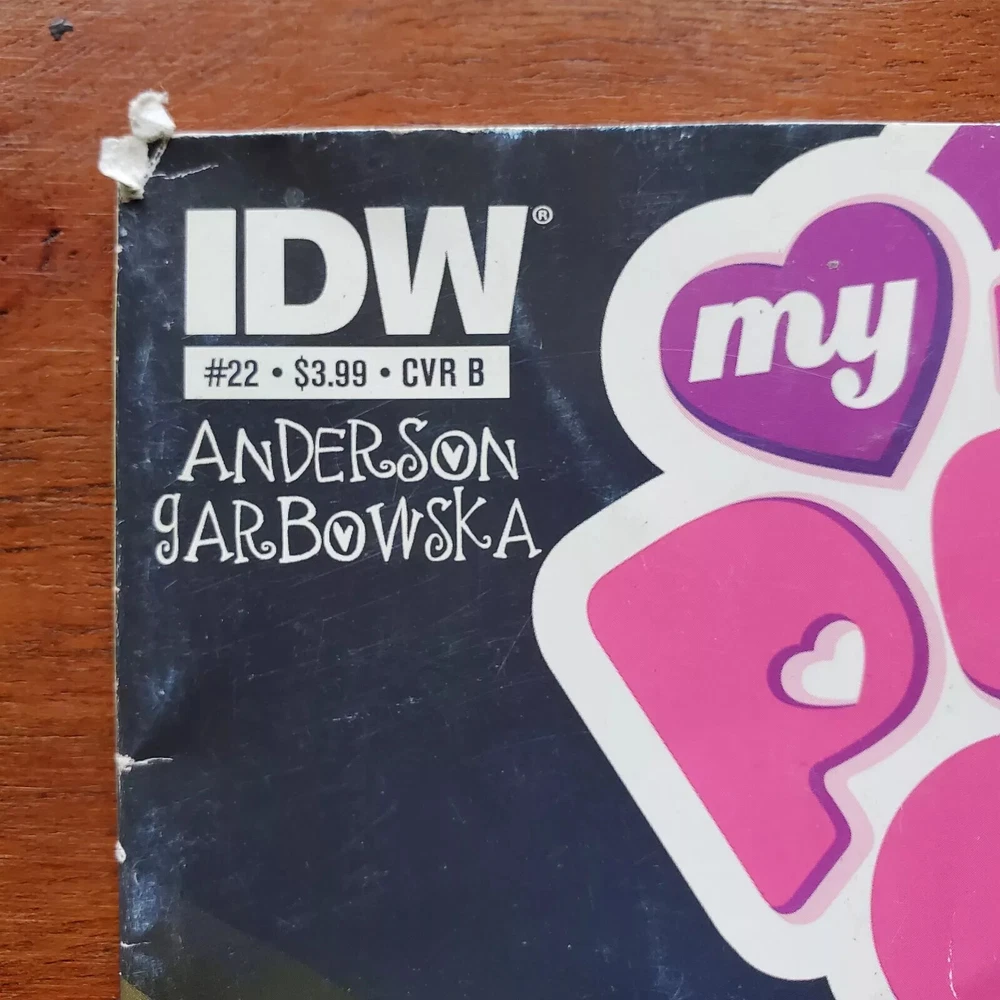 IDW®
#22 • $3.99 • CVR B
ANDERSON
GARBOWSKA
my
P